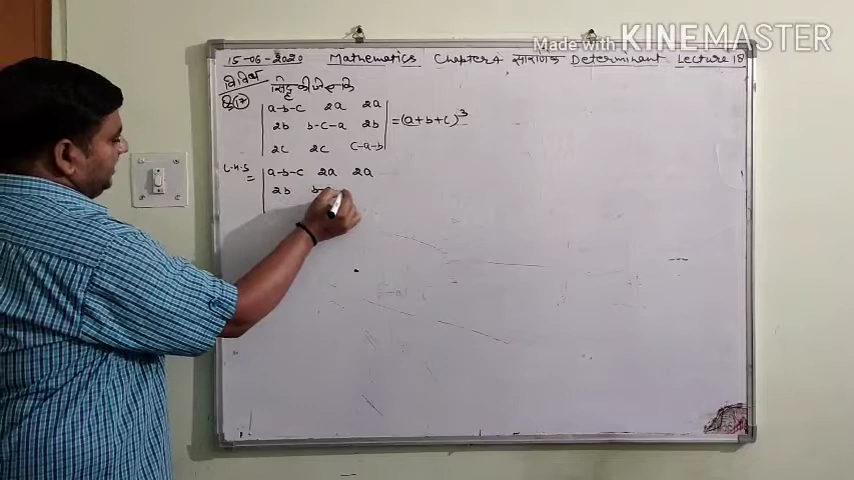 Made with KINEMASTER
15-06-2020 Mathematics Chapter 4 सारणिक Determinant Lecture 18
विविध सिद्ध कीजिए कि
a-b-c 2a 2a
2b b-c-a 2b = (a+b+c)³
2c 2c c-a-b
L.H.S
= a-b-c 2a 2a
2b b-